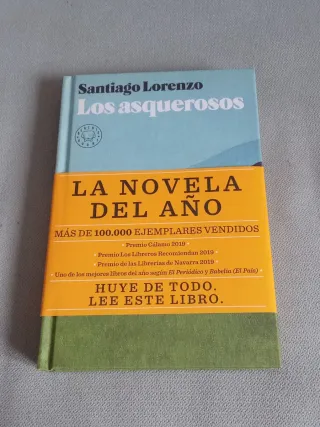 Santiago Lorenzo
Los asquerosos
LA NOVELA
DEL AÑO
MÁS DE 100.000 EJEMPLARES VENDIDOS
Premio Cálamo 2019
Premio Los Libreros Recomiendan 2019
Premio de las Librerías de Navarra 2019
Uno de los mejores libros del año según El Periódico y Babelia (El País)
HUYE DE TODO.
LEE ESTE LIBRO.